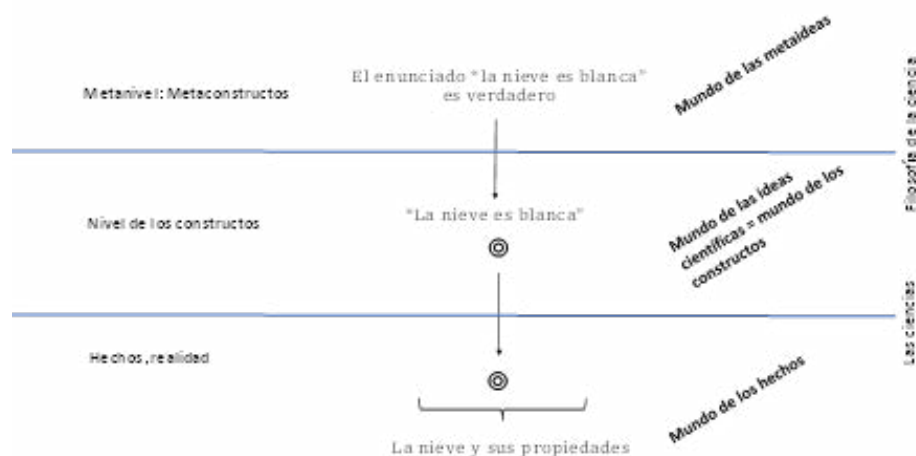 Metanivel: Metaconstructos
El enunciado "la nieve es blanca"
es verdadero
Mundo de las metaideas
Filosofía de la ciencia
Nivel de los constructos
"La nieve es blanca"
Mundo de las ideas
científicas = mundo de los
constructos
Las ciencias
Hechos, realidad
Mundo de los hechos
La nieve y sus propiedades